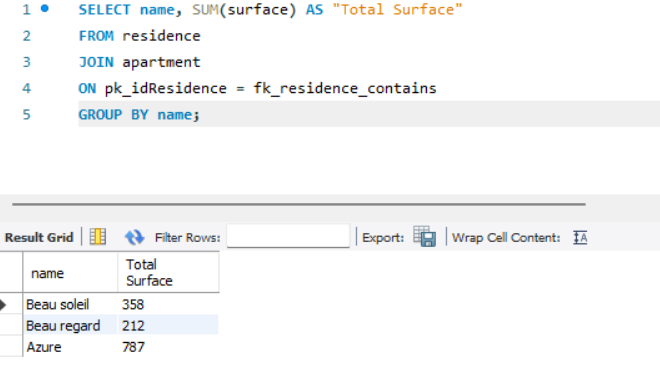 1 SELECT name, SUM(surface) AS "Total Surface"
2 FROM residence
3 JOIN apartment
4 ON pk_idResidence = fk_residence_contains
5 GROUP BY name;
Result Grid Filter Rows: Export: Wrap Cell Content: IA
name Total
Surface
Beau soleil 358
Beau regard 212
Azure 787